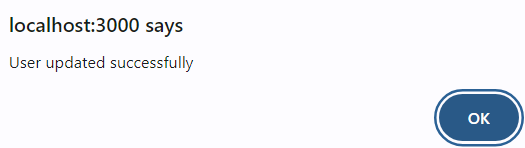 localhost:3000 says
User updated successfully
OK